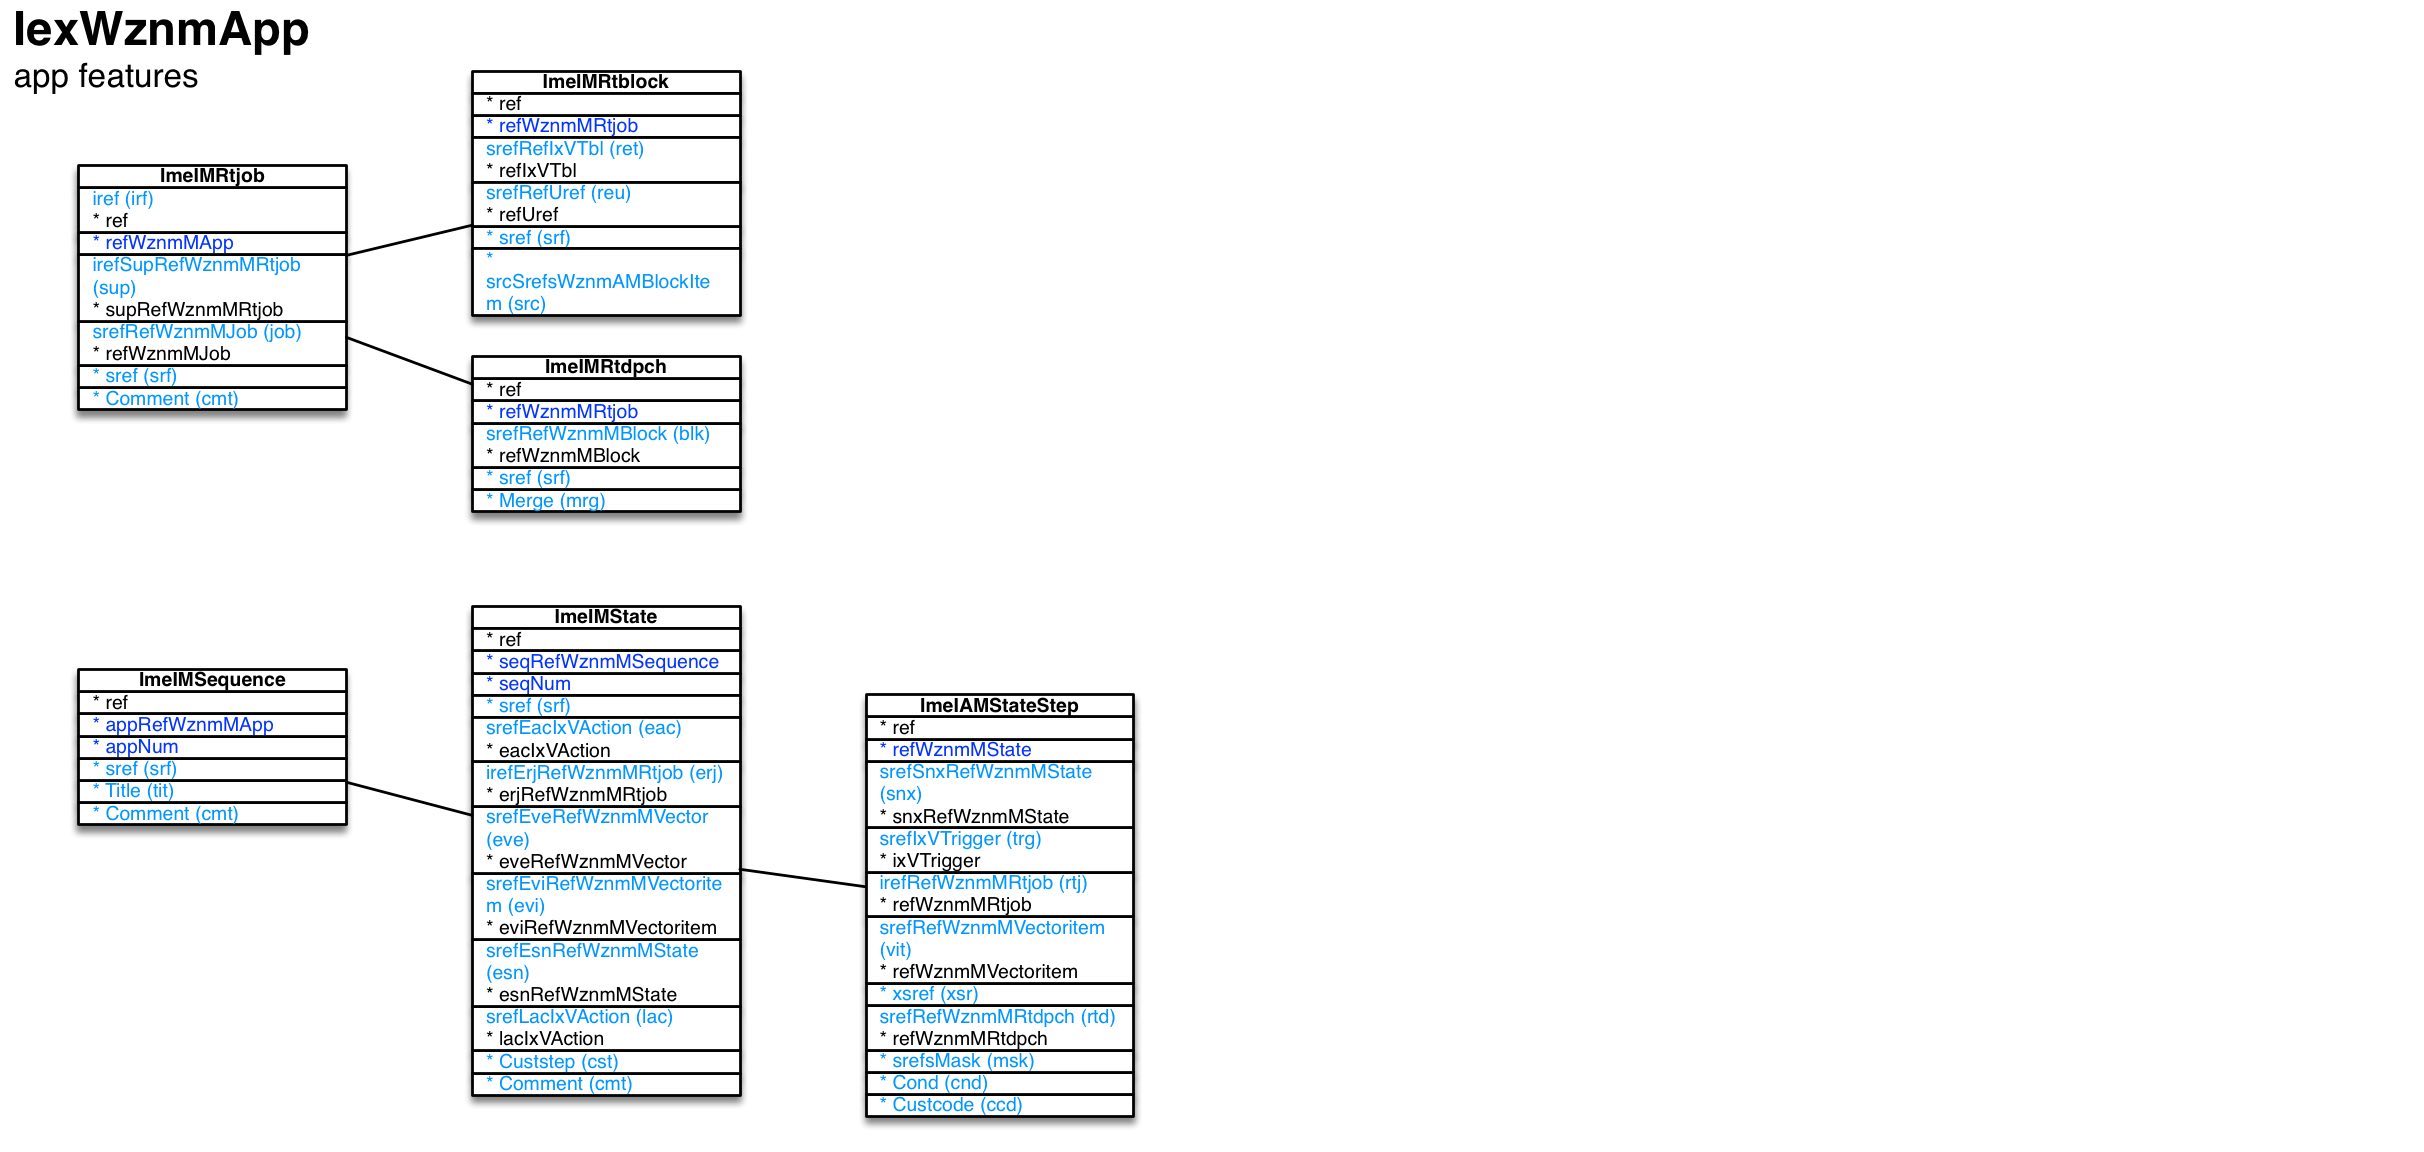 IexWznmApp
app features
ImeIMRtjob
iref (irf)
* ref
* refWznmMApp
irefSupRefWznmMRtjob
(sup)
* supRefWznmMRtjob
srefRefWznmMJob (job)
* refWznmMJob
* sref (srf)
* Comment (cmt)
ImeIMRtblock
* ref
* refWznmMRtjob
srefRefIxVTbl (ret)
* refIxVTbl
srefRefUref (reu)
* refUref
* sref (srf)
*
srcSrefsWznmAMBlockIte
m (src)
ImeIMRtdpch
* ref
* refWznmMRtjob
srefRefWznmMBlock (blk)
* refWznmMBlock
* sref (srf)
* Merge (mrg)
ImeIMSequence
* ref
* appRefWznmMApp
* appNum
* sref (srf)
* Title (tit)
* Comment (cmt)
ImeIMState
* ref
* seqRefWznmMSequence
* seqNum
* sref (srf)
srefEacIxVAction (eac)
* eacIxVAction
irefErjRefWznmMRtjob (erj)
* erjRefWznmMRtjob
srefEveRefWznmMVector
(eve)
* eveRefWznmMVector
srefEviRefWznmMVectorite
m (evi)
* eviRefWznmMVectoritem
srefEsnRefWznmMState
(esn)
* esnRefWznmMState
srefLacIxVAction (lac)
* lacIxVAction
* Custstep (cst)
* Comment (cmt)
ImeIAMStateStep
* ref
* refWznmMState
srefSnxRefWznmMState
(snx)
* snxRefWznmMState
srefIxVTrigger (trg)
* ixVTrigger
irefRefWznmMRtjob (rtj)
* refWznmMRtjob
srefRefWznmMVectoritem
(vit)
* refWznmMVectoritem
* xsref (xsr)
srefRefWznmMRtdpch (rtd)
* refWznmMRtdpch
* srefsMask (msk)
* Cond (cnd)
* Custcode (ccd)